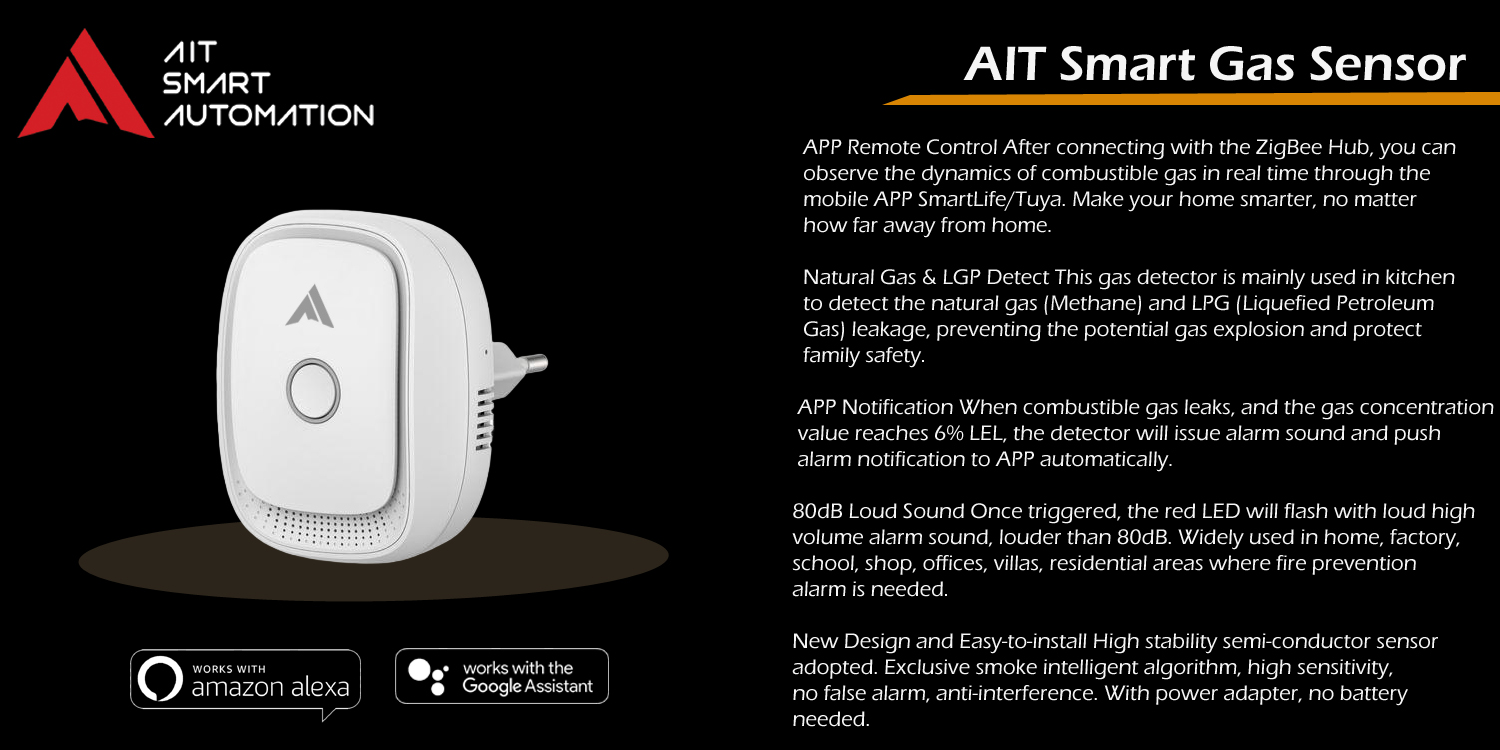 AIT
SMART
AUTOMATION
AIT Smart Gas Sensor
APP Remote Control After connecting with the ZigBee Hub, you can
observe the dynamics of combustible gas in real time through the
mobile APP SmartLife/Tuya. Make your home smarter, no matter
how far away from home.
Natural Gas & LGP Detect This gas detector is mainly used in kitchen
to detect the natural gas (Methane) and LPG (Liquefied Petroleum
Gas) leakage, preventing the potential gas explosion and protect
family safety.
APP Notification When combustible gas leaks, and the gas concentration
value reaches 6% LEL, the detector will issue alarm sound and push
alarm notification to APP automatically.
80dB Loud Sound Once triggered, the red LED will flash with loud high
volume alarm sound, louder than 80dB. Widely used in home, factory,
school, shop, offices, villas, residential areas where fire prevention
alarm is needed.
New Design and Easy-to-install High stability semi-conductor sensor
adopted. Exclusive smoke intelligent algorithm, high sensitivity,
no false alarm, anti-interference. With power adapter, no battery
needed.
WORKS WITH
amazon alexa
works with the
Google Assistant